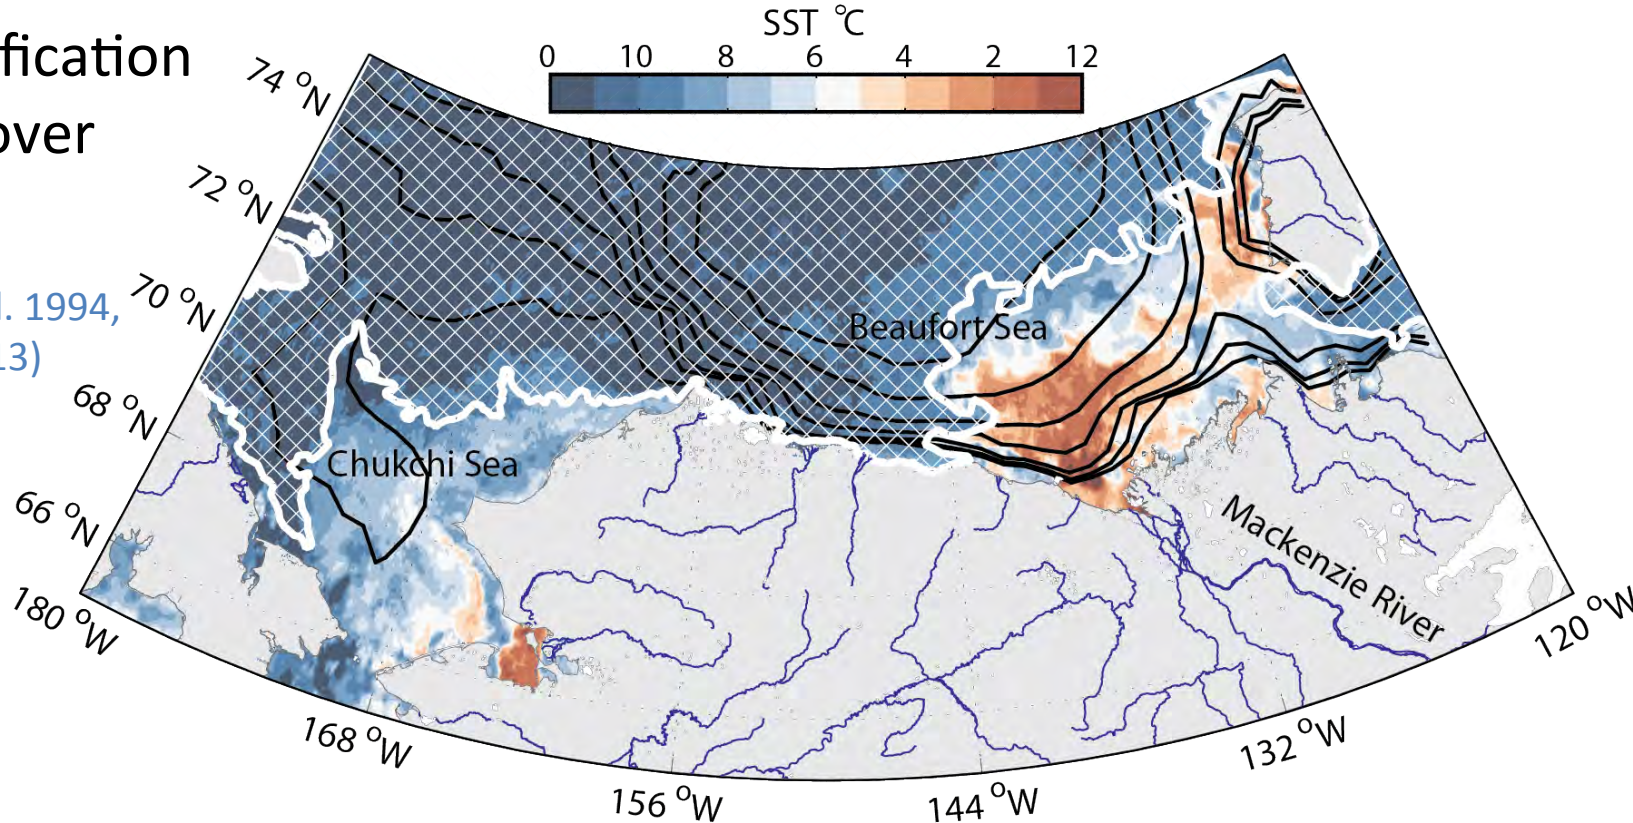 fication
over
l. 1994,
13)
SST °C
0 10 8 6 4 2 12
74 °N
72 °N
70 °N
68 °N
66 °N
180 °W
168 °W
156 °W
144 °W
132 °W
120 °W
Beaufort Sea
Chukchi Sea
Mackenzie River